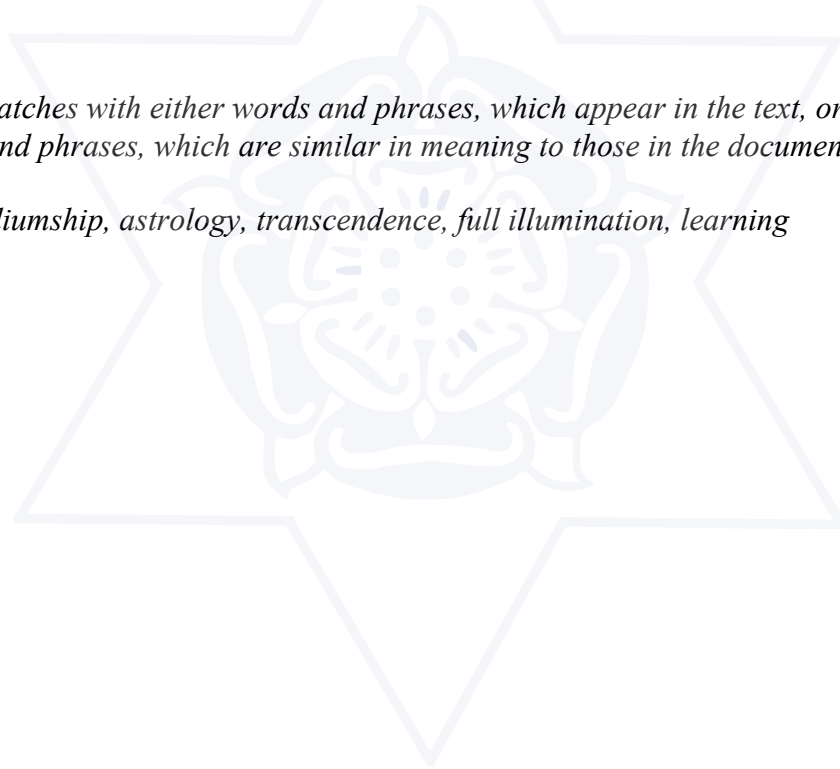 atches with either words and phrases, which appear in the text, or
nd phrases, which are similar in meaning to those in the documen
liumship, astrology, transcendence, full illumination, learning